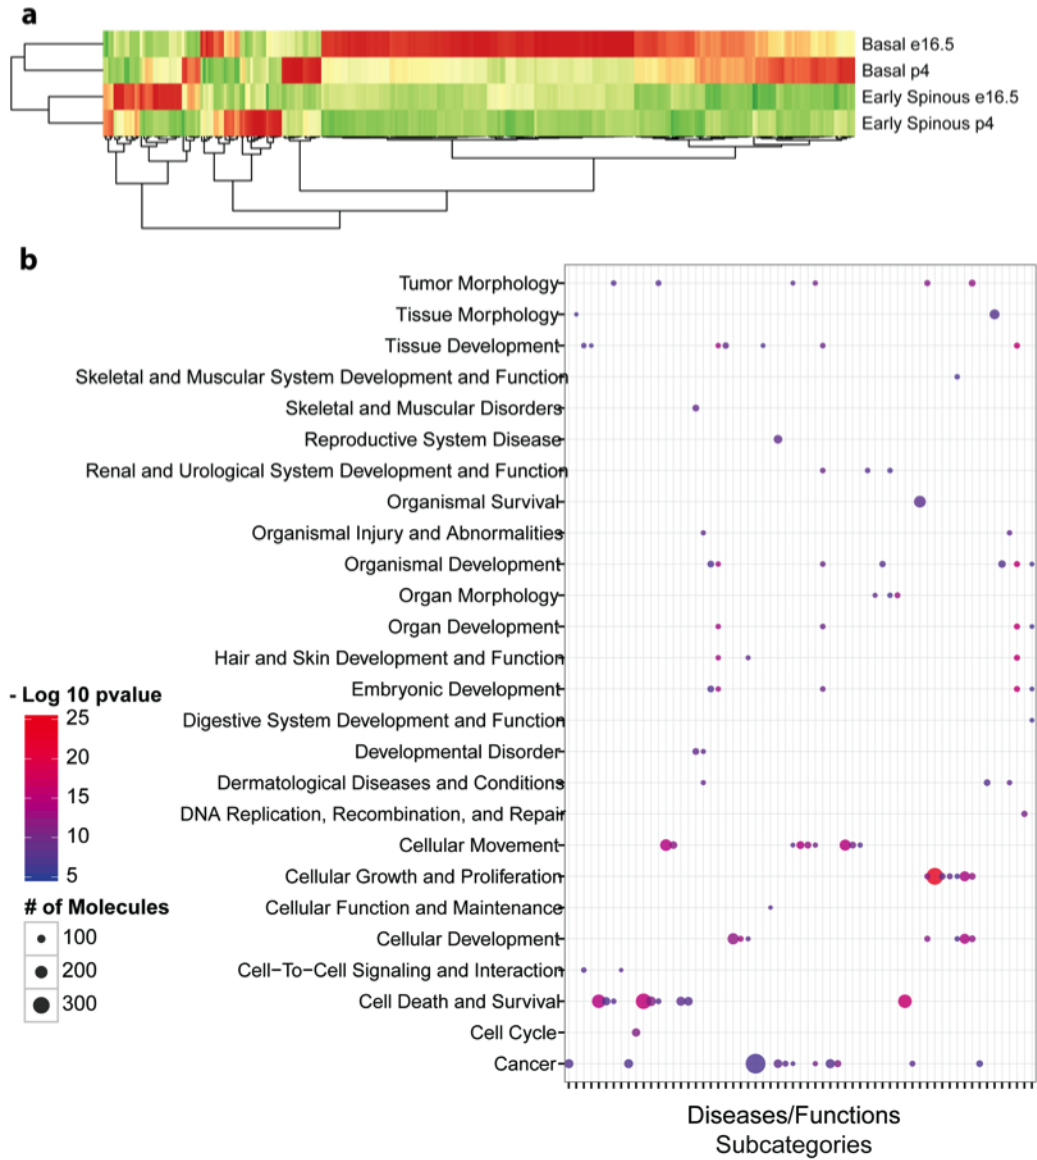 a
Basal e16.5
Basal p4
Early Spinous e16.5
Early Spinous p4
b
Tumor Morphology
Tissue Morphology
Tissue Development
Skeletal and Muscular System Development and Function
Skeletal and Muscular Disorders
Reproductive System Disease
Renal and Urological System Development and Function
Organismal Survival
Organismal Injury and Abnormalities
Organismal Development
Organ Morphology
Organ Development
Hair and Skin Development and Function
Embryonic Development
Digestive System Development and Function
Developmental Disorder
Dermatological Diseases and Conditions
DNA Replication, Recombination, and Repair
Cellular Movement
Cellular Growth and Proliferation
Cellular Function and Maintenance
Cellular Development
Cell−To−Cell Signaling and Interaction
Cell Death and Survival
Cell Cycle
Cancer
- Log 10 pvalue
25
20
15
10
5
# of Molecules
100
200
300
Diseases/Functions
Subcategories